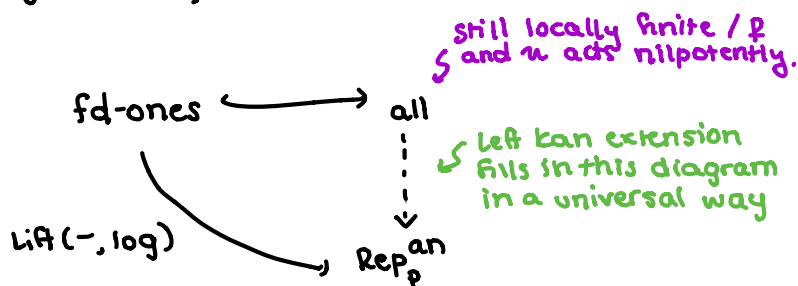 still locally finite / p
and n acts nilpotently.
fd-ones
all
Left kan extension
fills in this diagram
in a universal way
Lift (-, log)
Rep_p^an